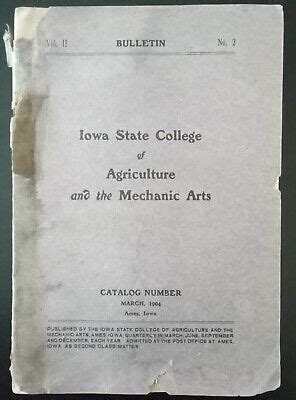 Vol. II BULLETIN No. 3
Iowa State College
of
Agriculture
and the Mechanic Arts
CATALOG NUMBER
MARCH, 1904
Ames, Iowa
PUBLISHED BY THE IOWA STATE COLLEGE OF AGRICULTURE AND THE
MECHANIC ARTS, AMES IOWA, QUARTERLY IN MARCH, JUNE, SEPTEMBER
AND DECEMBER, EACH YEAR. ADMITTED AT THE POST OFFICE AT AMES,
IOWA, AS SECOND CLASS MATTER.